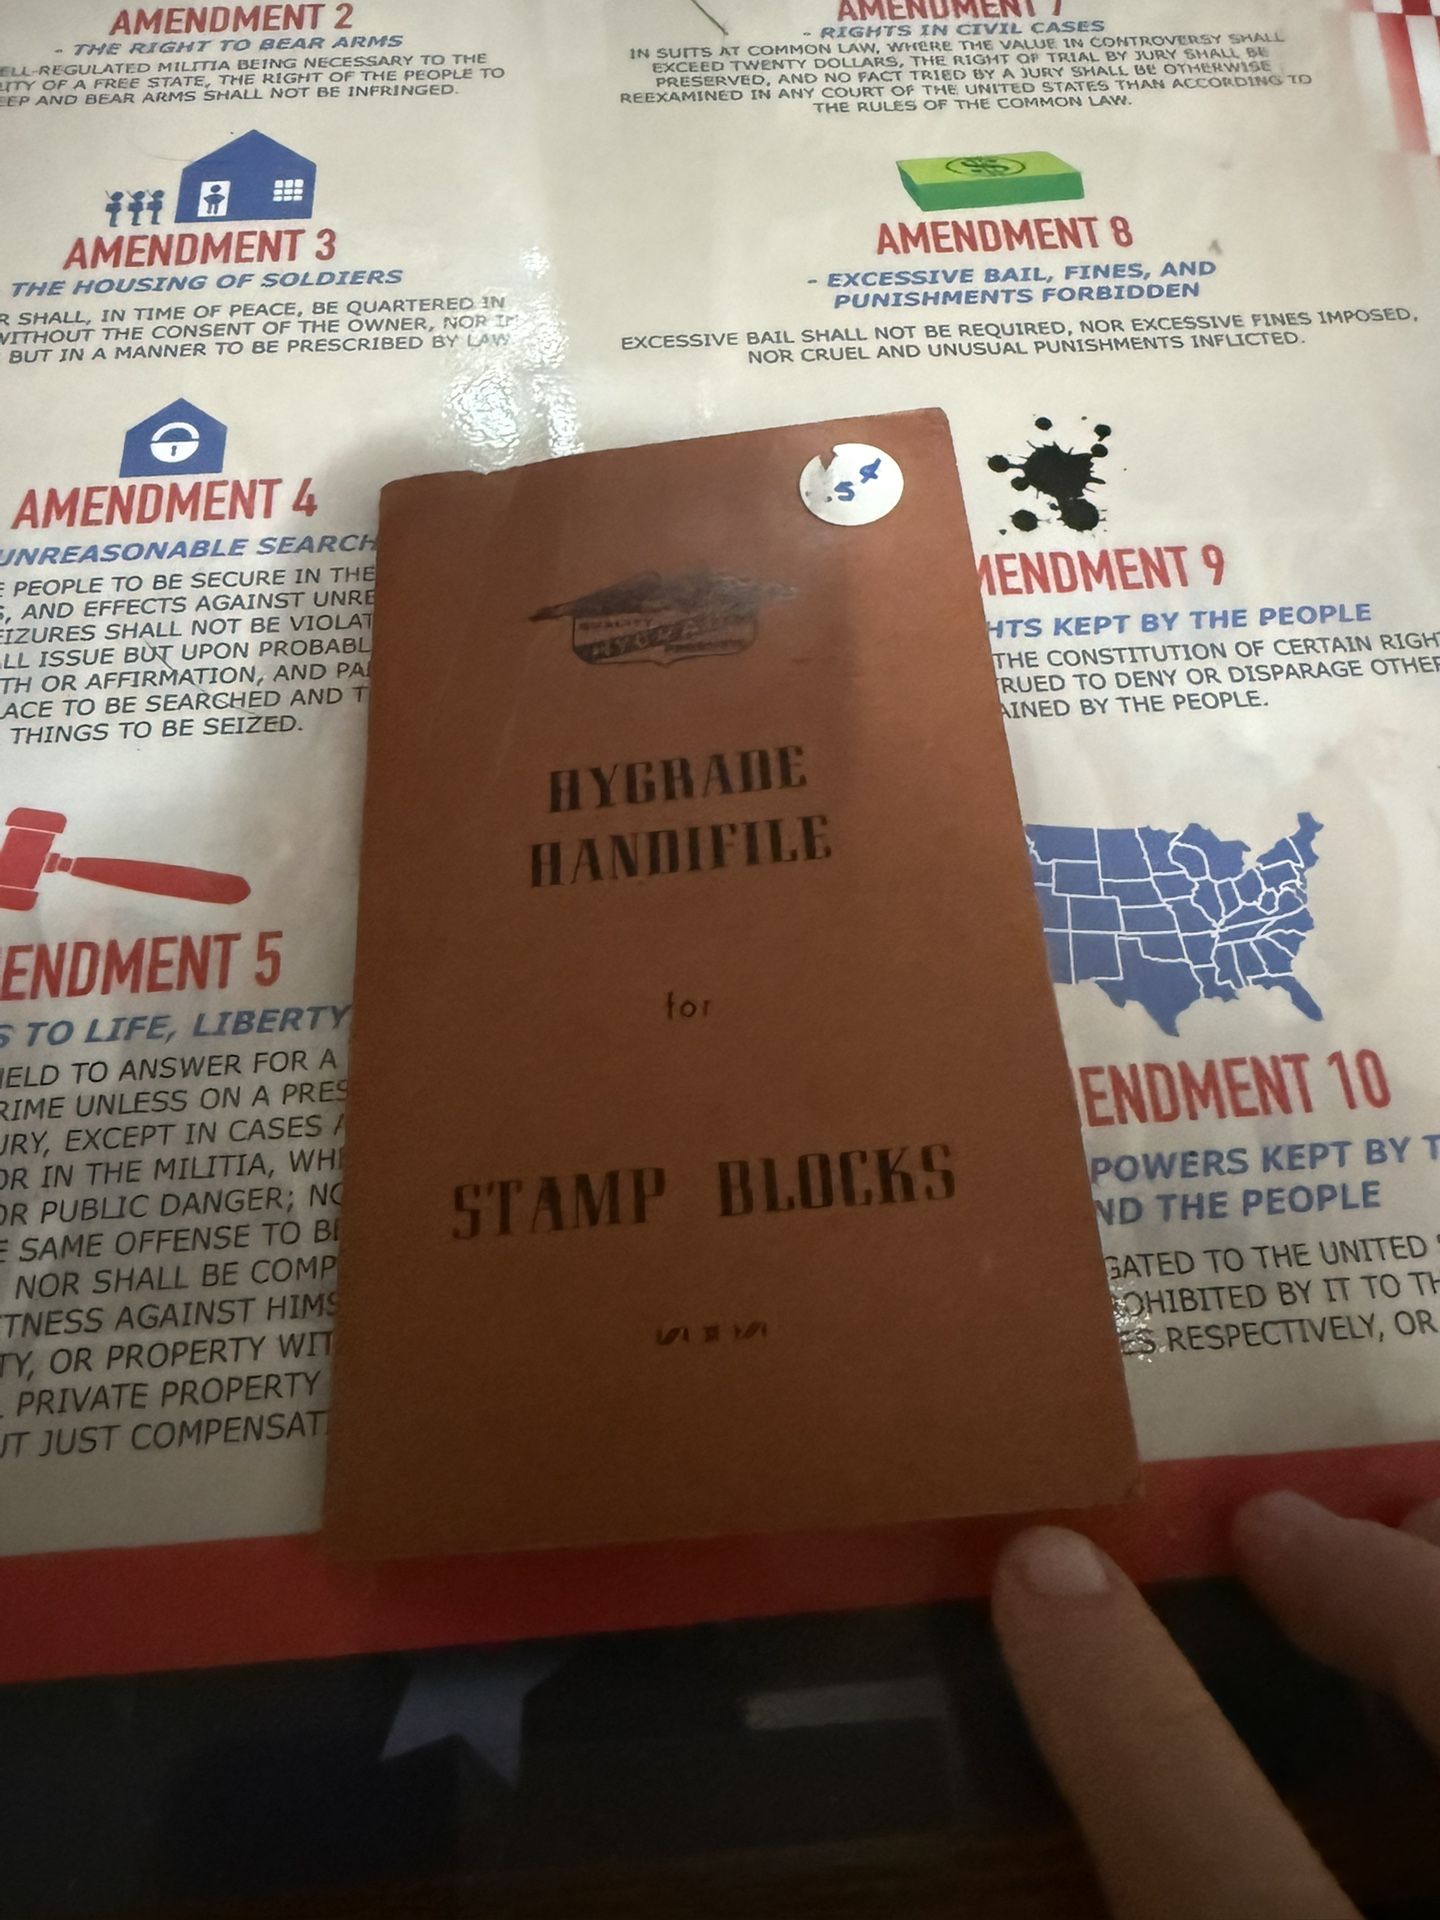 AMENDMENT 2
- THE RIGHT TO BEAR ARMS
ELL-REGULATED MILITIA BEING NECESSARY TO THE
ITY OF A FREE STATE, THE RIGHT OF THE PEOPLE TO
EEP AND BEAR ARMS SHALL NOT BE INFRINGED.
AMENDMENT 3
THE HOUSING OF SOLDIERS
R SHALL, IN TIME OF PEACE, BE QUARTERED IN
WITHOUT THE CONSENT OF THE OWNER, NOR IN
BUT IN A MANNER TO BE PRESCRIBED BY LAW
AMENDMENT 4
UNREASONABLE SEARCH
E PEOPLE TO BE SECURE IN THE
S, AND EFFECTS AGAINST UNRE
EIZURES SHALL NOT BE VIOLAT
ALL ISSUE BUT UPON PROBABL
TH OR AFFIRMATION, AND PA
LACE TO BE SEARCHED AND T
THINGS TO BE SEIZED.
ENDMENT 5
S TO LIFE, LIBERTY
HELD TO ANSWER FOR A
RIME UNLESS ON A PRES
URY, EXCEPT IN CASES A
OR IN THE MILITIA, WHE
OR PUBLIC DANGER; NO
E SAME OFFENSE TO BE
NOR SHALL BE COMP
TNESS AGAINST HIMS
TY, OR PROPERTY WIT
PRIVATE PROPERTY
UT JUST COMPENSAT
AMENDMENT 7
- RIGHTS IN CIVIL CASES
IN SUITS AT COMMON LAW, WHERE THE VALUE IN CONTROVERSY SHALL
EXCEED TWENTY DOLLARS, THE RIGHT OF TRIAL BY JURY SHALL BE
PRESERVED, AND NO FACT TRIED BY A JURY SHALL BE OTHERWISE
REEXAMINED IN ANY COURT OF THE UNITED STATES THAN ACCORDING TO
THE RULES OF THE COMMON LAW.
$
AMENDMENT 8
- EXCESSIVE BAIL, FINES, AND
PUNISHMENTS FORBIDDEN
EXCESSIVE BAIL SHALL NOT BE REQUIRED, NOR EXCESSIVE FINES IMPOSED,
NOR CRUEL AND UNUSUAL PUNISHMENTS INFLICTED.
MENDMENT 9
HTS KEPT BY THE PEOPLE
THE CONSTITUTION OF CERTAIN RIGH
RUED TO DENY OR DISPARAGE OTHER
AINED BY THE PEOPLE.
ENDMENT 10
POWERS KEPT BY T
ND THE PEOPLE
GATED TO THE UNITED
OHIBITED BY IT TO TH
ES RESPECTIVELY, OR
.54
QUALITY
HYGRADE
PRODUCTS
HYGRADE
HANDIFILE
for
STAMP BLOCKS